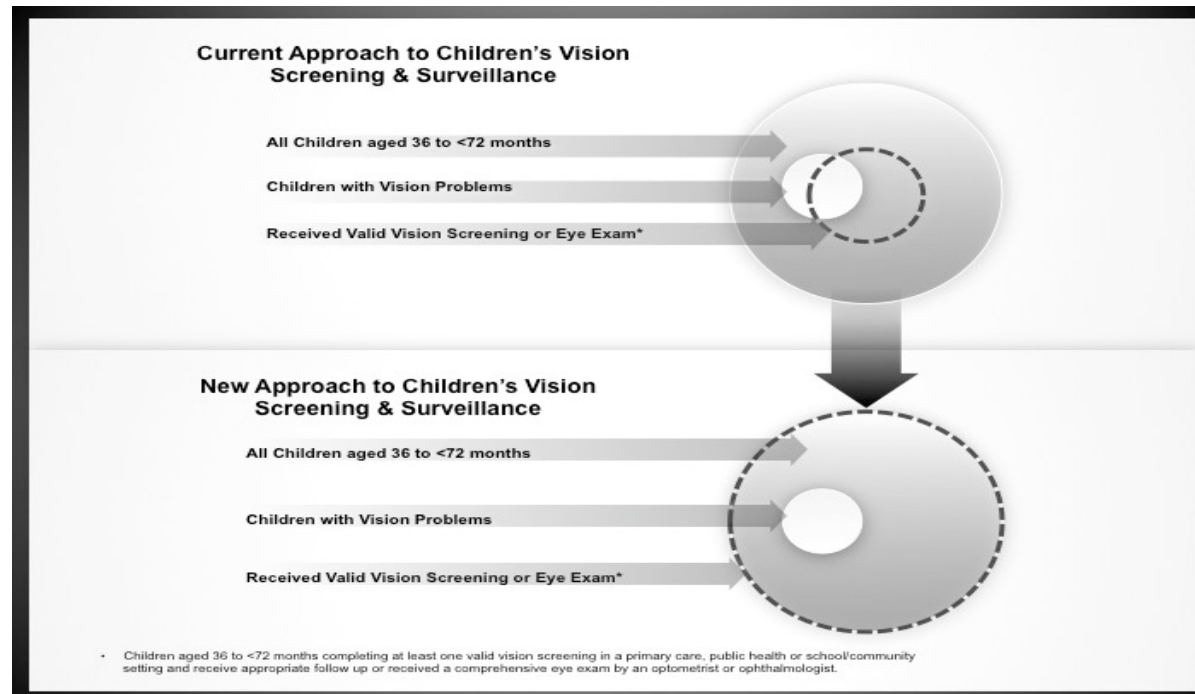 Current Approach to Children's Vision
Screening & Surveillance
All Children aged 36 to <72 months
Children with Vision Problems
Received Valid Vision Screening or Eye Exam*
New Approach to Children's Vision
Screening & Surveillance
All Children aged 36 to <72 months
Children with Vision Problems
Received Valid Vision Screening or Eye Exam*
• Children aged 36 to <72 months completing at least one valid vision screening in a primary care, public health or school/community
setting and receive appropriate follow up or received a comprehensive eye exam by an optometrist or ophthalmologist.